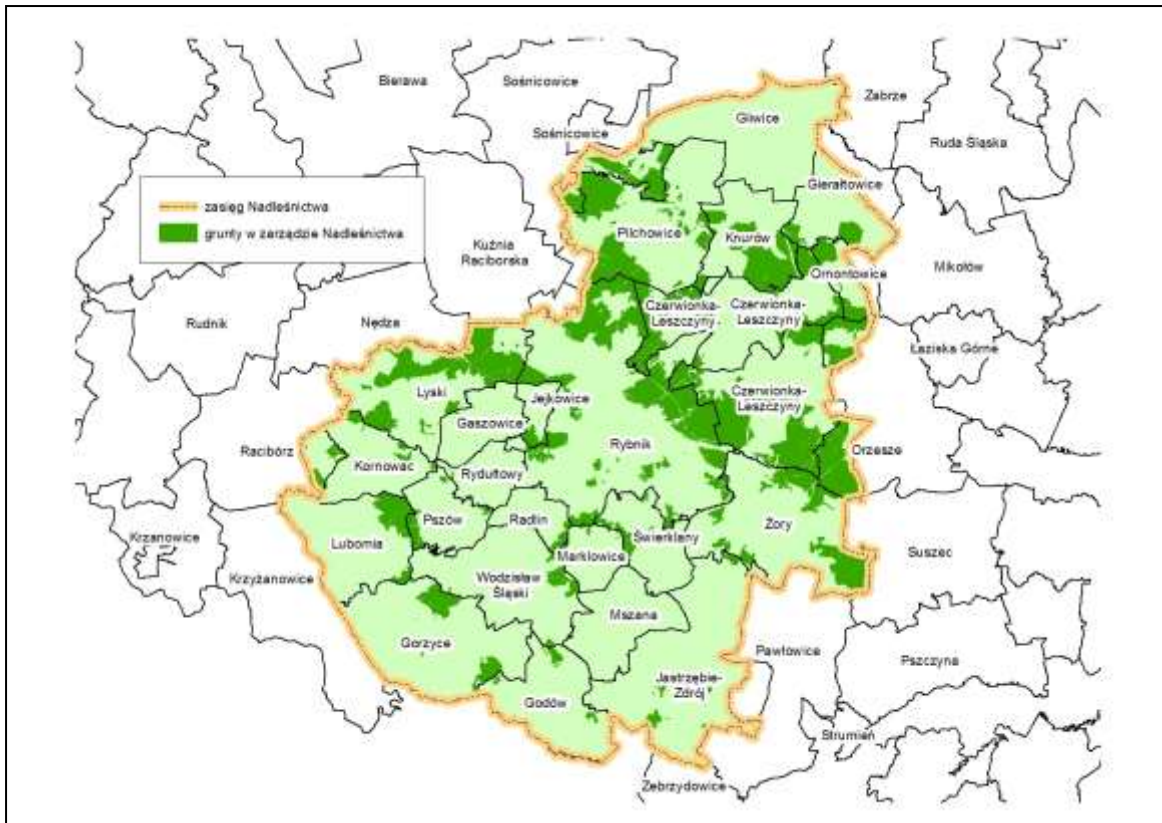 Bierawa
Sośnicowice
Zabrze
Gliwice
Sośnicowice
Ruda Śląska
Gierałtowice
zasięg Nadleśnictwa
grunty w zarządzie Nadleśnictwa
Pilchowice
Knurów
Kuźnia
Raciborska
Ornontowice
Mikołów
Czerwionka-
Leszczyny
Czerwionka-
Leszczyny
Rudnik
Nędza
Łaziska Górne
Lyski
Jejkowice
Czerwionka-
Leszczyny
Gaszowice
Rybnik
Orzesze
Racibórz
Kornowac
Rydułtowy
Pszów
Radlin
Żory
Krzanowice
Lubomia
Świerklany
Marklowice
Suszec
Krzyżanowice
Wodzisław
Śląski
Mszana
Gorzyce
Pawłowice
Pszczyna
Jastrzębie-
Zdrój
Godów
Strumień
Zebrzydowice